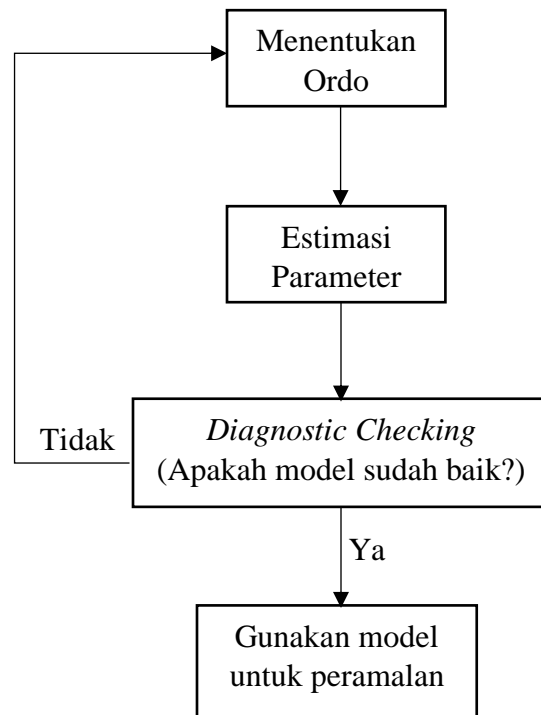 Menentukan
Ordo
Estimasi
Parameter
Diagnostic Checking
(Apakah model sudah baik?)
Tidak
Ya
Gunakan model
untuk peramalan